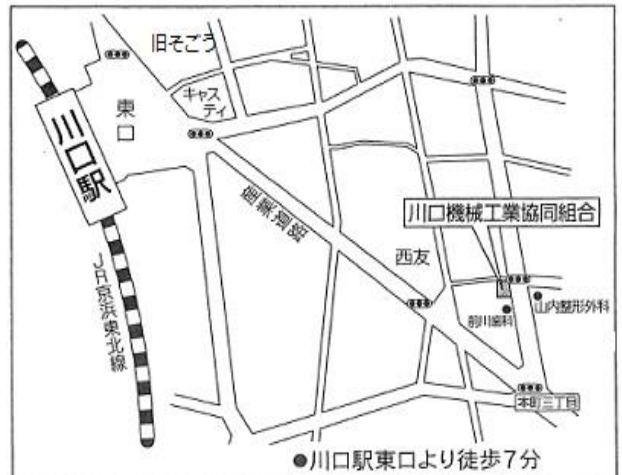 旧そごう
キャス
ティ
東口
川口駅
産業道路
川口機械工業協同組合
西友
山内整形外科
前川歯科
JR京浜東北線
本町三丁目
●川口駅東口より徒歩7分